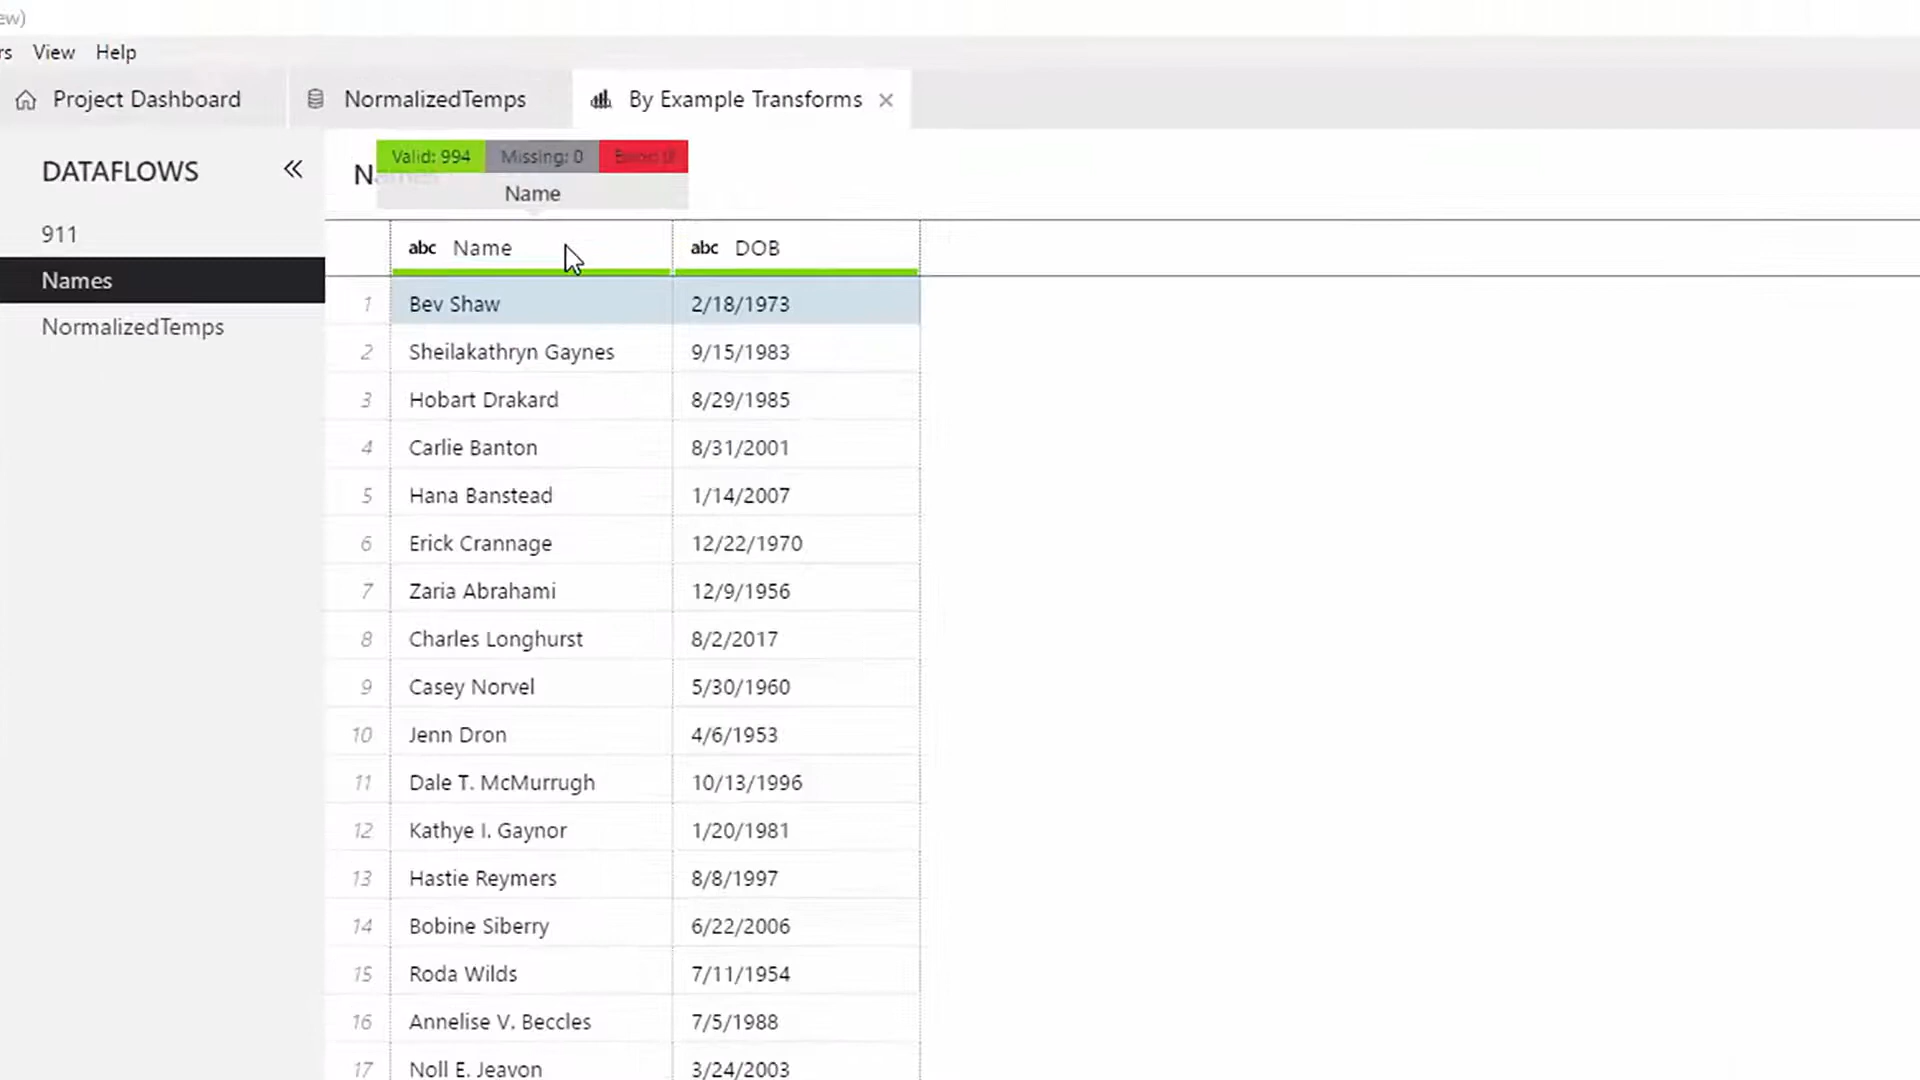 ew)
rs View Help
Project Dashboard NormalizedTemps By Example Transforms
DATAFLOWS
911
Names
NormalizedTemps
Valid: 994 Missing: 0
Name
abc Name abc DOB
1 Bev Shaw 2/18/1973
2 Sheilakathryn Gaynes 9/15/1983
3 Hobart Drakard 8/29/1985
4 Carlie Banton 8/31/2001
5 Hana Banstead 1/14/2007
6 Erick Crannage 12/22/1970
7 Zaria Abrahami 12/9/1956
8 Charles Longhurst 8/2/2017
9 Casey Norvel 5/30/1960
10 Jenn Dron 4/6/1953
11 Dale T. McMurrugh 10/13/1996
12 Kathye I. Gaynor 1/20/1981
13 Hastie Reymers 8/8/1997
14 Bobine Siberry 6/22/2006
15 Roda Wilds 7/11/1954
16 Annelise V. Beccles 7/5/1988
17 Noll E. Jeavon 3/24/2003